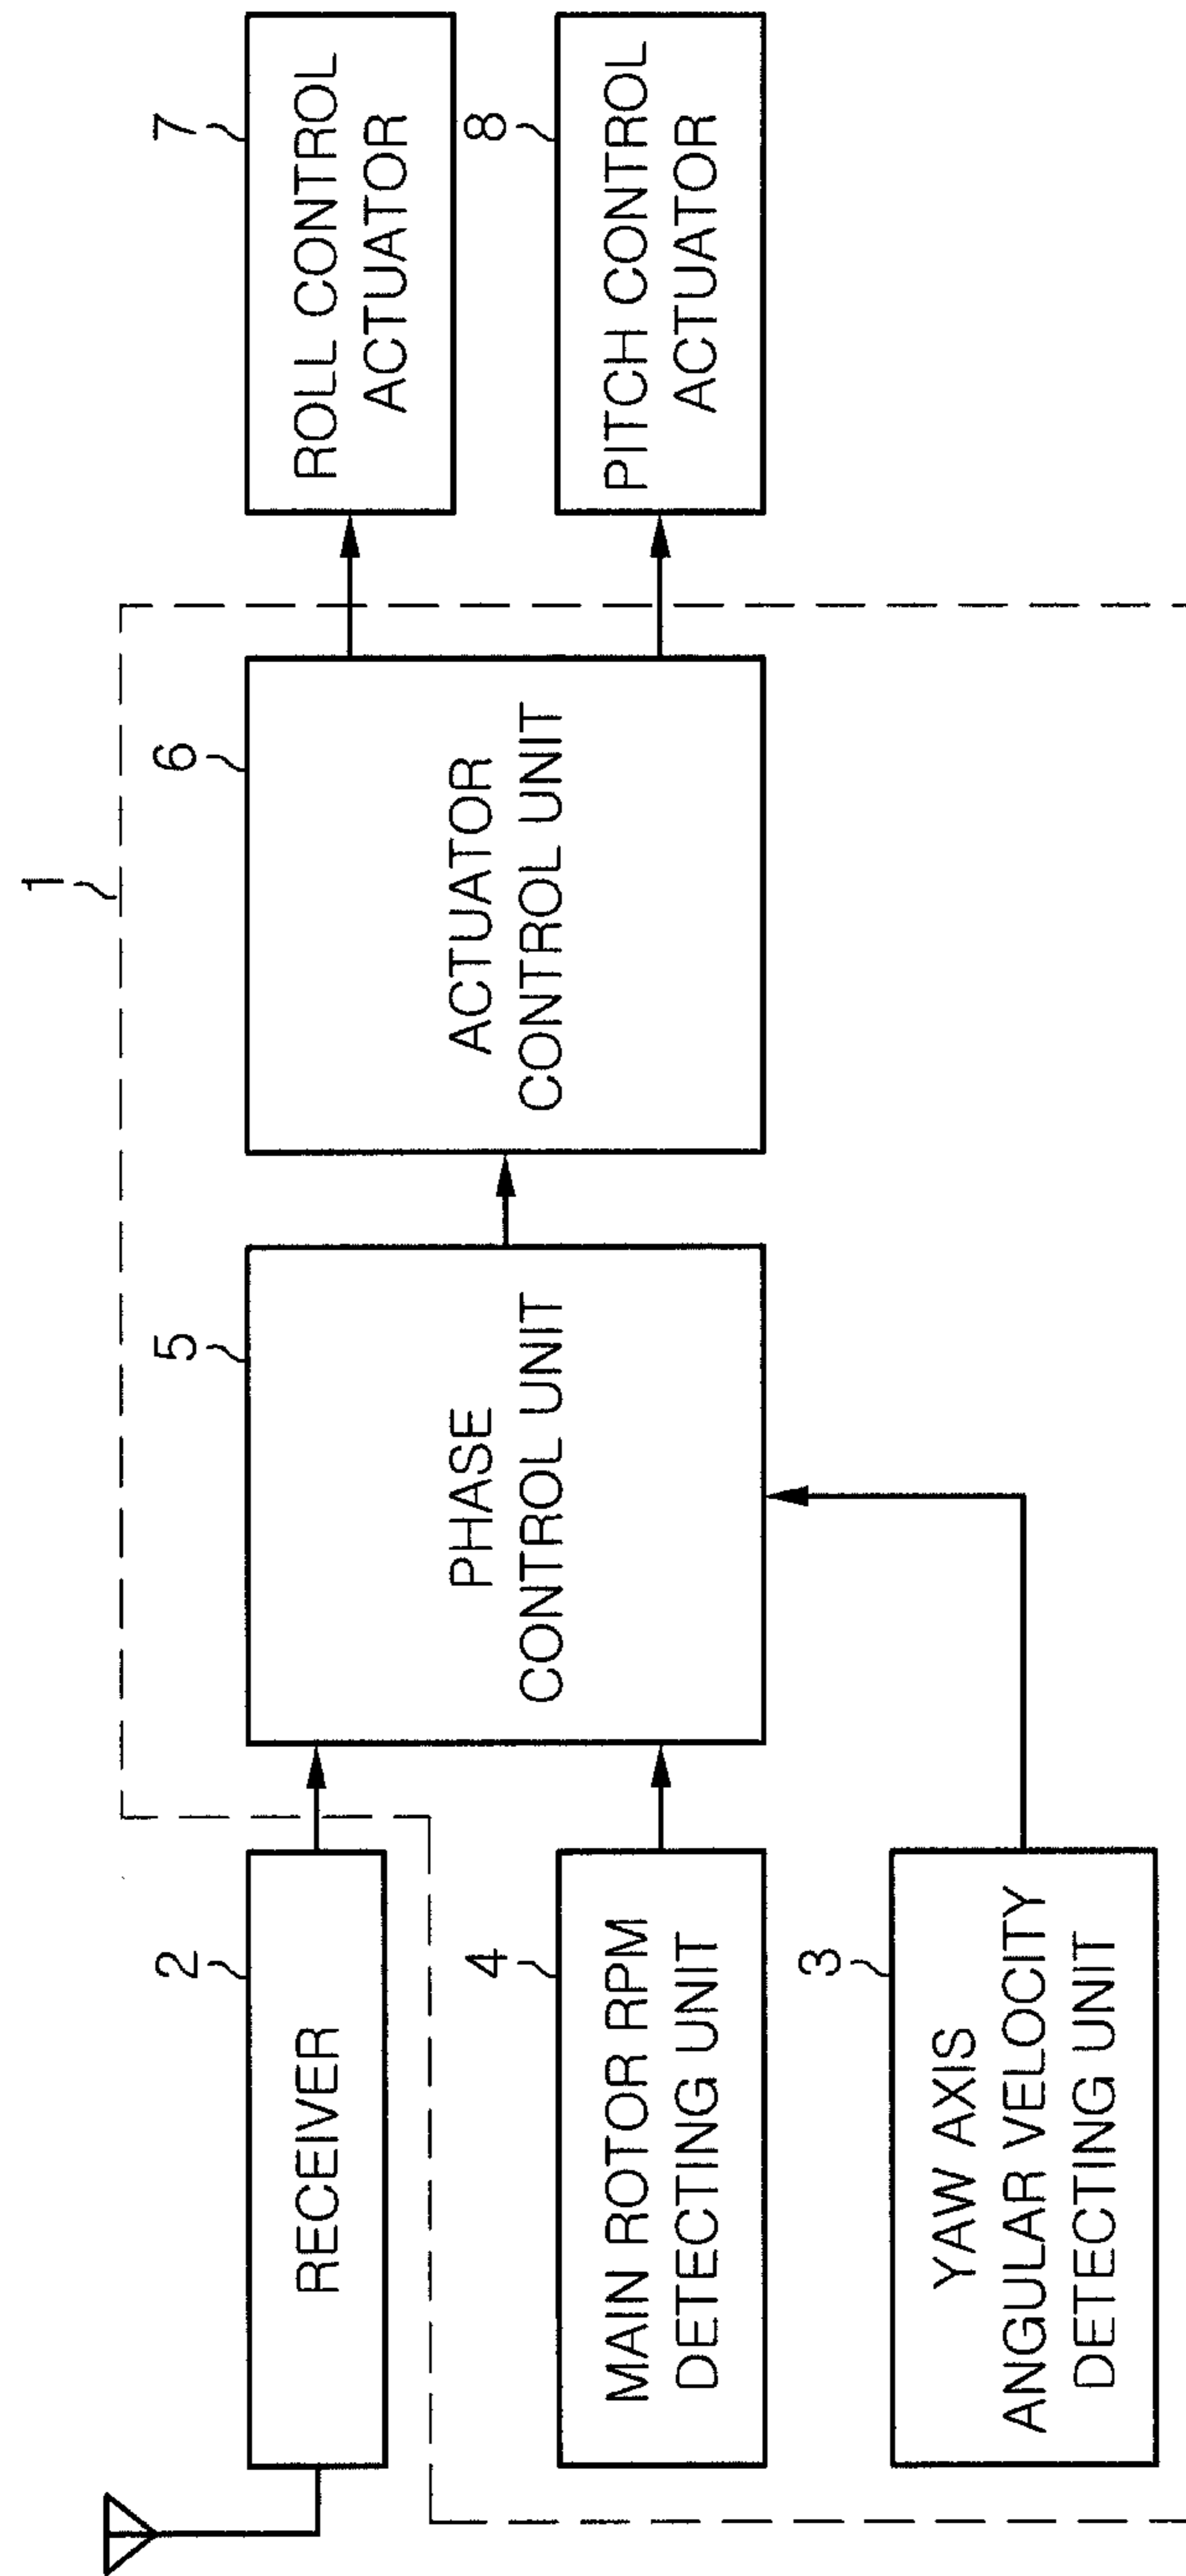 1
2
RECEIVER
4
MAIN ROTOR RPM
DETECTING UNIT
3
YAW AXIS
ANGULAR VELOCITY
DETECTING UNIT
5
PHASE
CONTROL UNIT
6
ACTUATOR
CONTROL UNIT
7
ROLL CONTROL
ACTUATOR
8
PITCH CONTROL
ACTUATOR